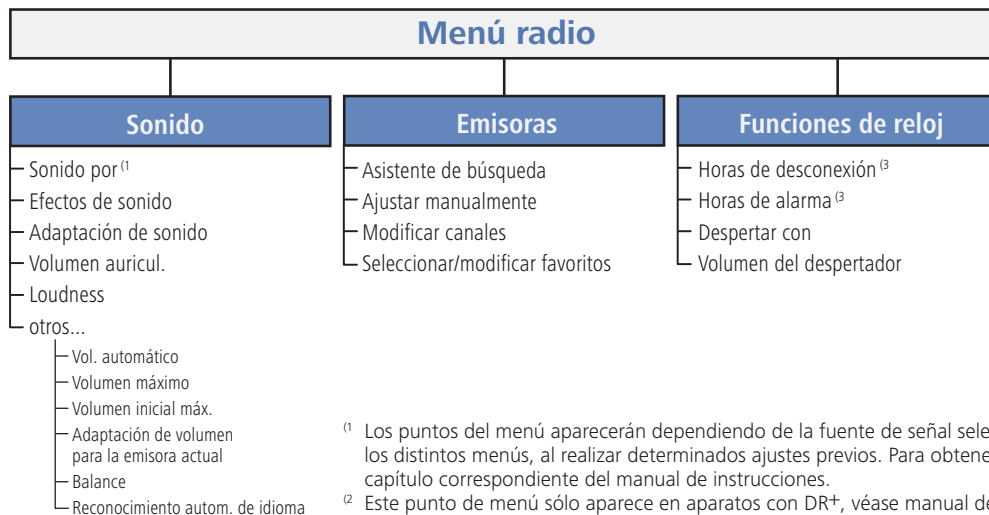 Menú radio
Sonido
Sonido por (1
Efectos de sonido
Adaptación de sonido
Volumen auricul.
Loudness
otros...
Vol. automático
Volumen máximo
Volumen inicial máx.
Adaptación de volumen
para la emisora actual
Balance
Reconocimiento autom. de idioma
Emisoras
Asistente de búsqueda
Ajustar manualmente
Modificar canales
Seleccionar/modificar favoritos
Funciones de reloj
Horas de desconexión (3
Horas de alarma (3
Despertar con
Volumen del despertador
(1 Los puntos del menú aparecerán dependiendo de la fuente de señal sele
los distintos menús, al realizar determinados ajustes previos. Para obtene
capítulo correspondiente del manual de instrucciones.
(2 Este punto de menú sólo aparece en aparatos con DR+, véase manual de